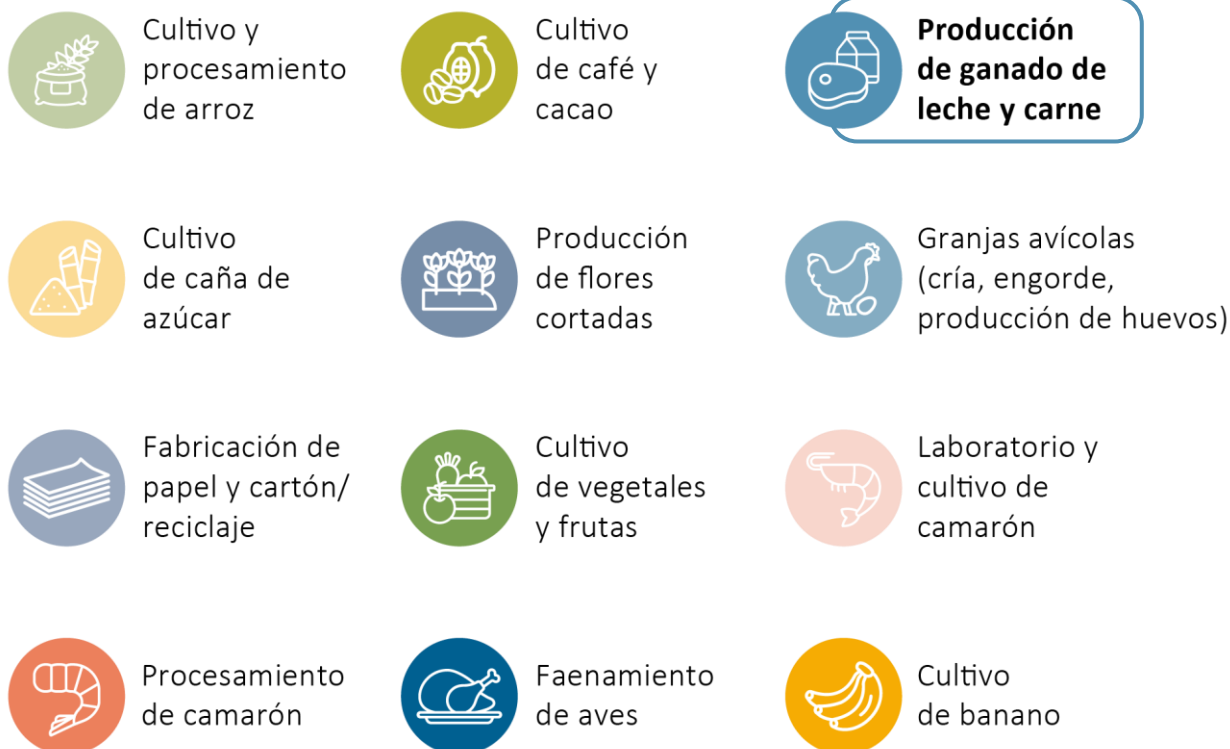 Cultivo y
procesamiento
de arroz
Cultivo
de café y
cacao
Producción
de ganado de
leche y carne
Cultivo
de caña de
azúcar
Producción
de flores
cortadas
Granjas avícolas
(cría, engorde,
producción de huevos)
Fabricación de
papel y cartón/
reciclaje
Cultivo
de vegetales
y frutas
Laboratorio y
cultivo de
camarón
Procesamiento
de camarón
Faenamiento
de aves
Cultivo
de banano